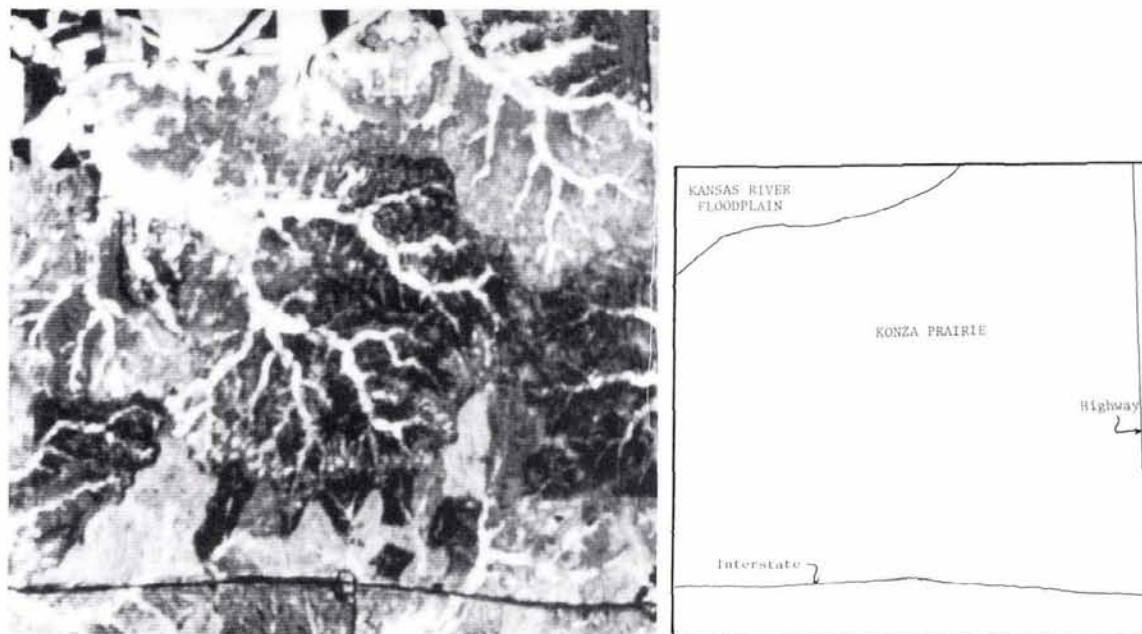 KANSAS RIVER
FLOODPLAIN
KONZA PRAIRIE
Highway
Interstate